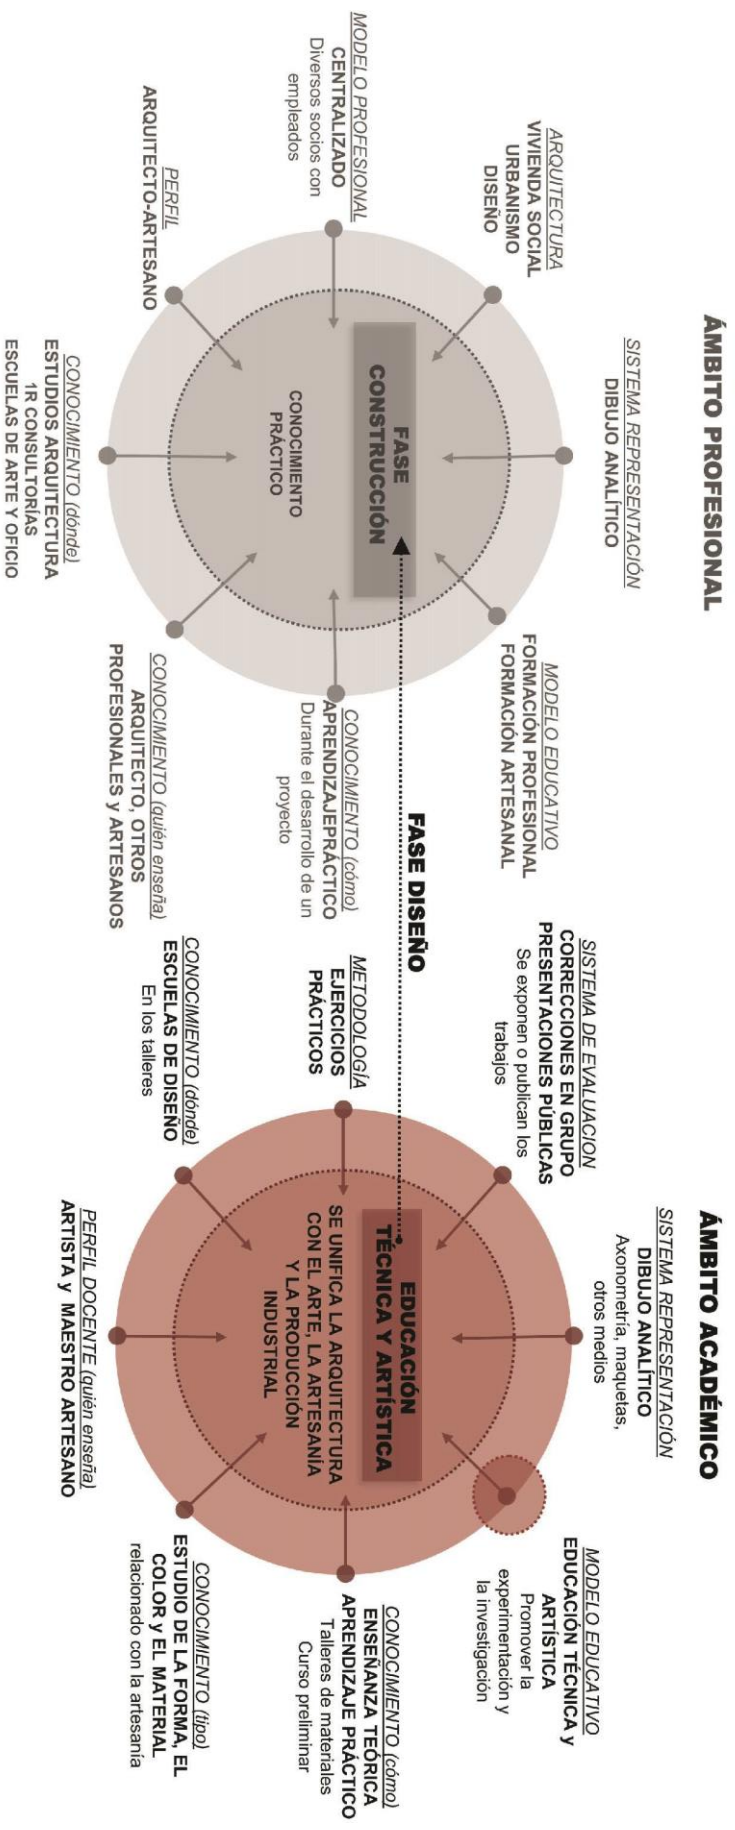 ÁMBITO PROFESIONAL
SISTEMA REPRESENTACIÓN
DIBUJO ANALÍTICO
ARQUITECTURA
VIVIENDA SOCIAL
URBANISMO
DISEÑO
MODELO PROFESIONAL
CENTRALIZADO
Diversos socios con
empleados
PERFIL
ARQUITECTO-ARTESANO
CONOCIMIENTO (dónde)
ESTUDIOS ARQUITECTURA
1R CONSULTORÍAS
ESCUELAS DE ARTE Y OFICIO
CONOCIMIENTO (quién enseña)
ARQUITECTO, OTROS
PROFESIONALES y ARTESANOS
CONOCIMIENTO (cómo)
APRENDIZAJEPRÁCTICO
Durante el desarrollo de un
proyecto
MODELO EDUCATIVO
FORMACIÓN PROFESIONAL
FORMACIÓN ARTESANAL
FASE
CONSTRUCCIÓN
CONOCIMIENTO
PRÁCTICO
FASE DISEÑO
ÁMBITO ACADÉMICO
SISTEMA REPRESENTACIÓN
DIBUJO ANALÍTICO
Axonometría, maquetas,
otros medios
SISTEMA DE EVALUACION
CORRECCIONES EN GRUPO
PRESENTACIONES PÚBLICAS
Se exponen o publican los
trabajos
METODOLOGÍA
EJERCICIOS
PRÁCTICOS
CONOCIMIENTO (dónde)
ESCUELAS DE DISEÑO
En los talleres
PERFIL DOCENTE (quién enseña)
ARTISTA y MAESTRO ARTESANO
CONOCIMIENTO (tipo)
ESTUDIO DE LA FORMA, EL
COLOR y EL MATERIAL
relacionado con la artesanía
CONOCIMIENTO (cómo)
ENSEÑANZA TEÓRICA
APRENDIZAJE PRÁCTICO
Talleres de materiales
Curso preliminar
MODELO EDUCATIVO
EDUCACIÓN TÉCNICA y
ARTÍSTICA
Promover la
experimentación y
la investigación
EDUCACIÓN
TÉCNICA Y ARTÍSTICA
SE UNIFICA LA ARQUITECTURA
CON EL ARTE, LA ARTESANÍA
Y LA PRODUCCIÓN
INDUSTRIAL